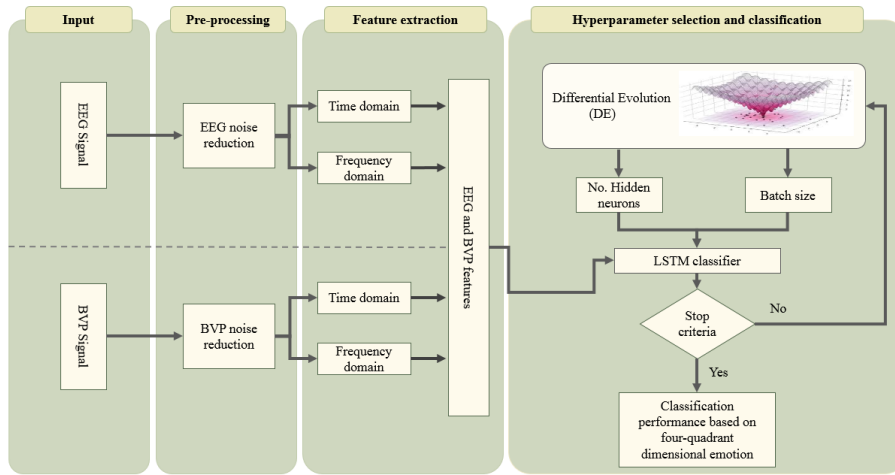 Input
Pre-processing
Feature extraction
Hyperparameter selection and classification
EEG Signal
EEG noise
reduction
Time domain
Frequency
domain
BVP Signal
BVP noise
reduction
Time domain
Frequency
domain
EEG and BVP features
Differential Evolution
(DE)
No. Hidden
neurons
Batch size
LSTM classifier
Stop
criteria
No
Yes
Classification
performance based on
four-quadrant
dimensional emotion